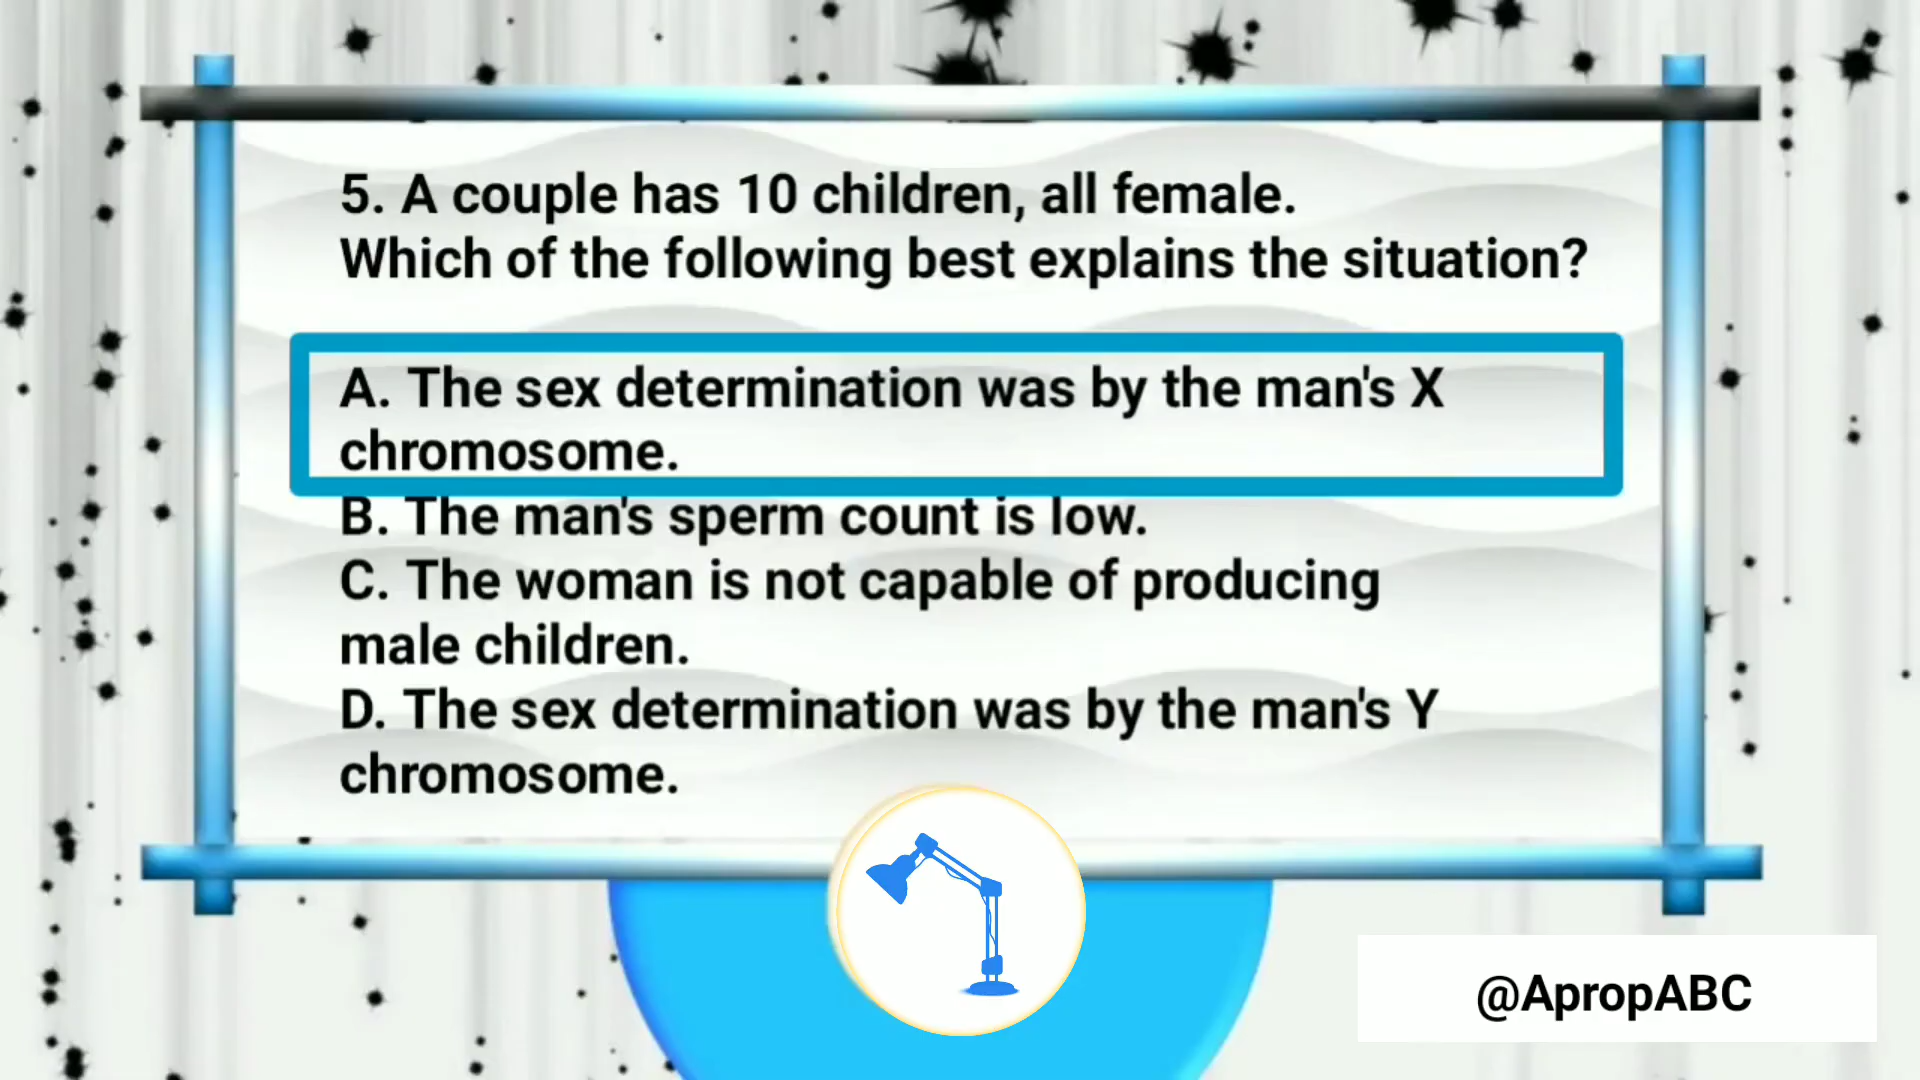 5. A couple has 10 children, all female.
Which of the following best explains the situation?
A. The sex determination was by the man's X
chromosome.
B. The man's sperm count is low.
C. The woman is not capable of producing
male children.
D. The sex determination was by the man's Y
chromosome.
@ApropABC